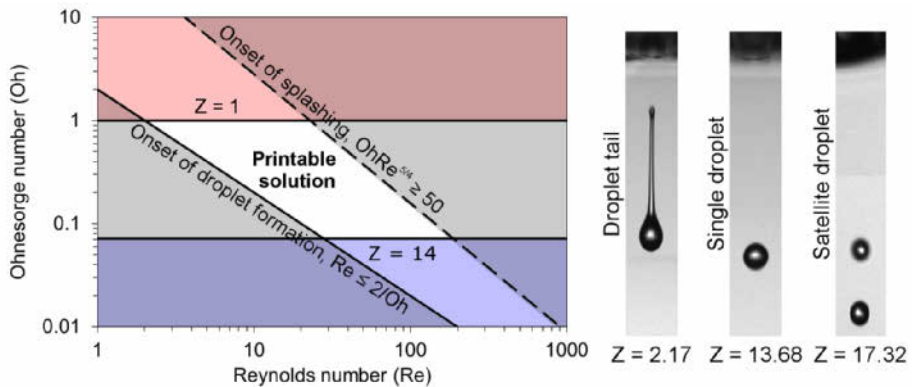 10
1
0.1
0.01
Ohnesorge number (Oh)
1
10
100
1000
Reynolds number (Re)
Z = 1
Onset of splashing, OhRe^5/4 ≥ 50
Printable
solution
Onset of droplet formation, Re ≤ 2/Oh
Z = 14
Droplet tail
Single droplet
Satellite droplet
Z = 2.17
Z = 13.68
Z = 17.32